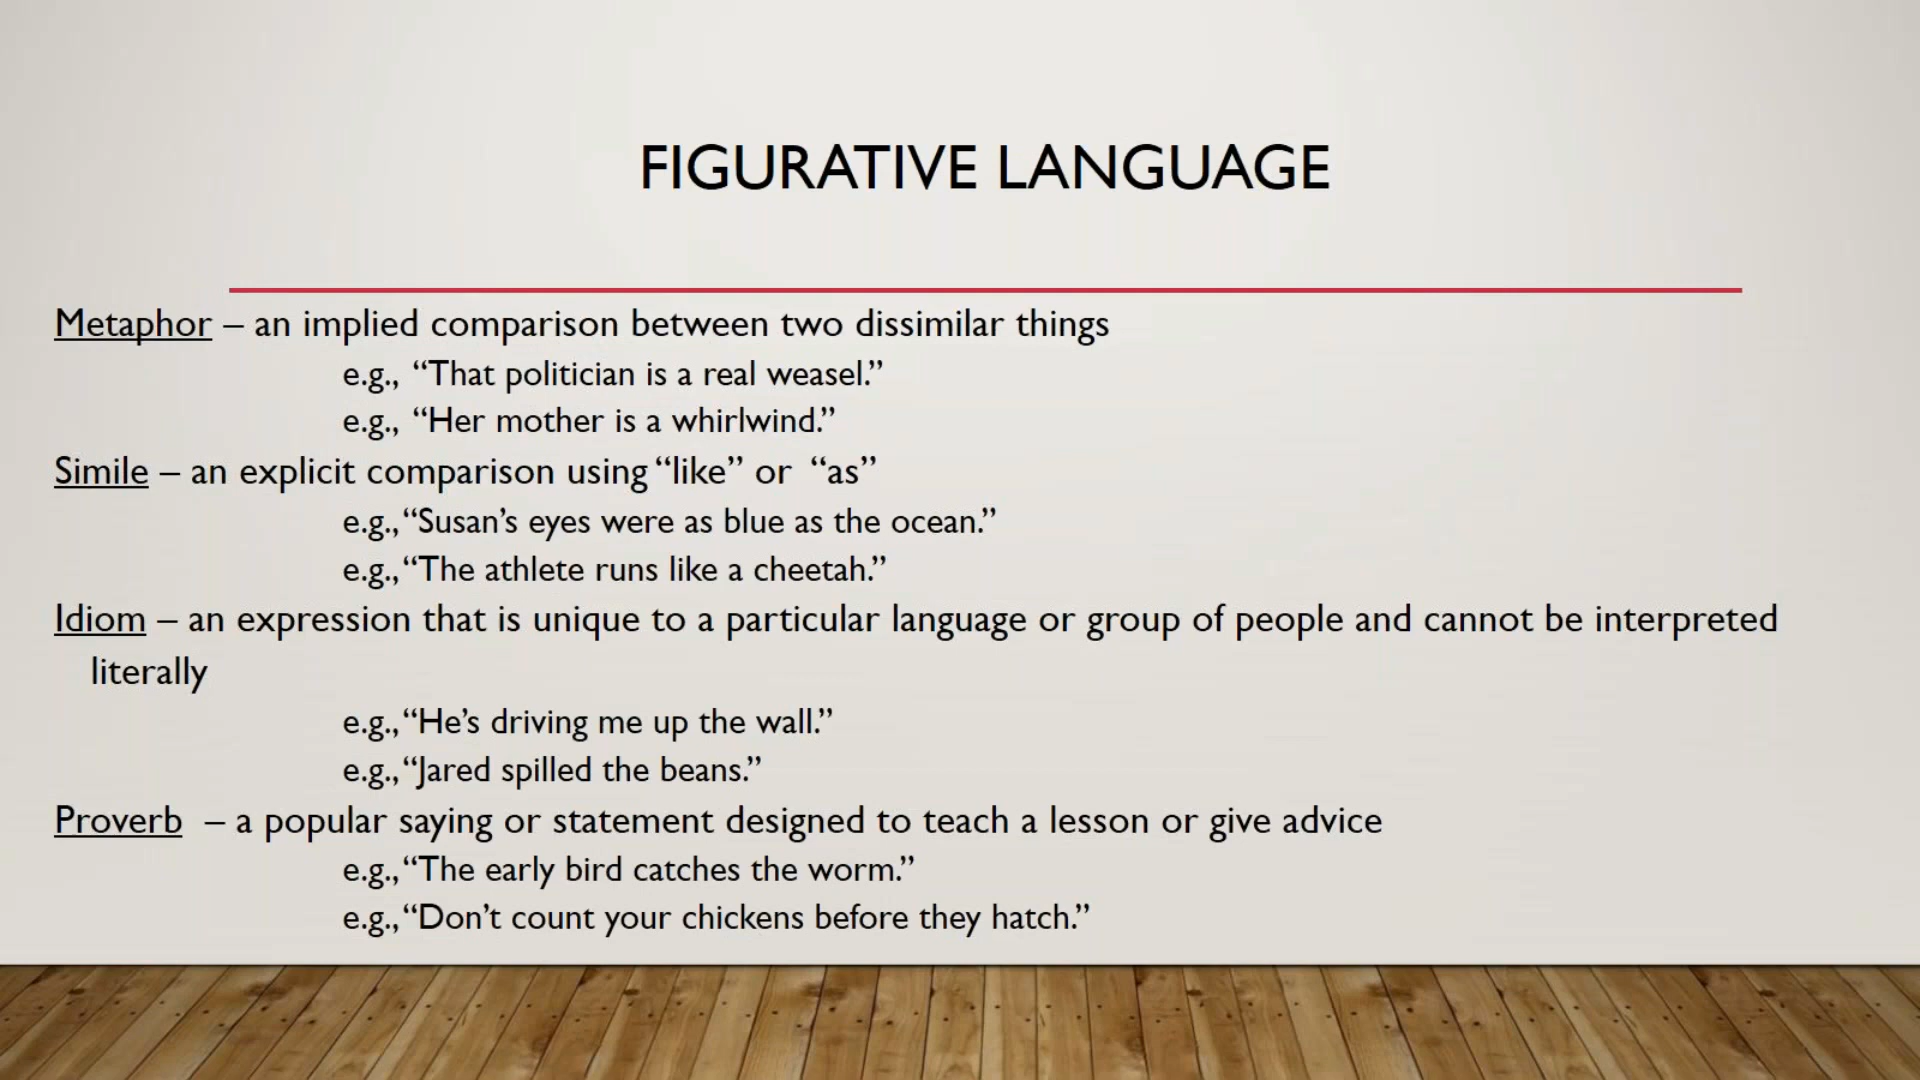 FIGURATIVE LANGUAGE
Metaphor – an implied comparison between two dissimilar things
e.g., “That politician is a real weasel.”
e.g., “Her mother is a whirlwind.”
Simile – an explicit comparison using “like” or “as”
e.g., “Susan’s eyes were as blue as the ocean.”
e.g., “The athlete runs like a cheetah.”
Idiom – an expression that is unique to a particular language or group of people and cannot be interpreted
literally
e.g., “He’s driving me up the wall.”
e.g., “Jared spilled the beans.”
Proverb – a popular saying or statement designed to teach a lesson or give advice
e.g., “The early bird catches the worm.”
e.g., “Don’t count your chickens before they hatch.”